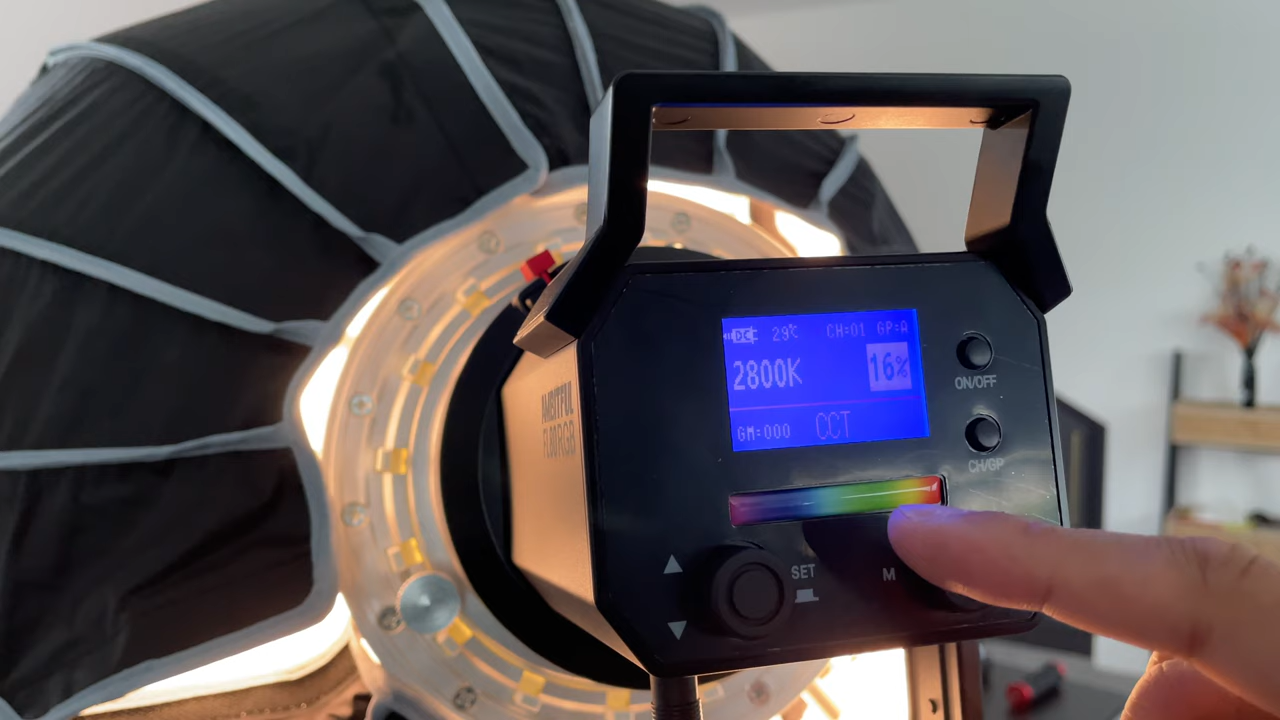 DC 29℃ CH=01 GP=A
2800K 16%
GM=000 CCT
ON/OFF
CH/GP
AMBITFUL
FL80RGB
SET
M